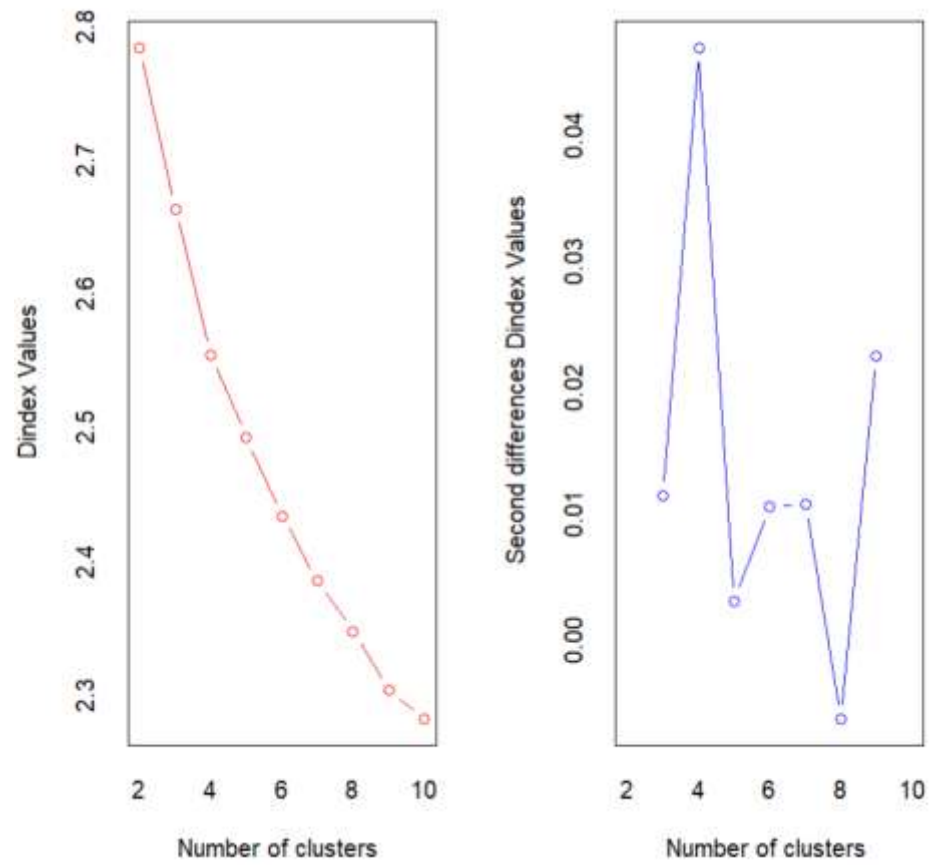 Dindex Values
2.8
2.7
2.6
2.5
2.4
2.3
2 4 6 8 10
Number of clusters
Second differences Dindex Values
0.04
0.03
0.02
0.01
0.00
2 4 6 8 10
Number of clusters